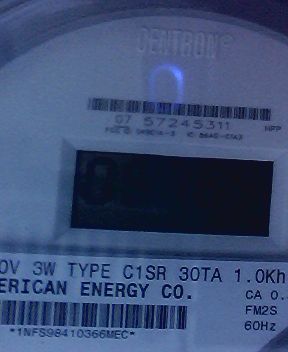 CENTRON®
07 57245311
0V 3W TYPE C1SR 30TA 1.0Kh
ERICAN ENERGY CO.
CA 0.
FM2S
60Hz
*1NFS98410366MEC*